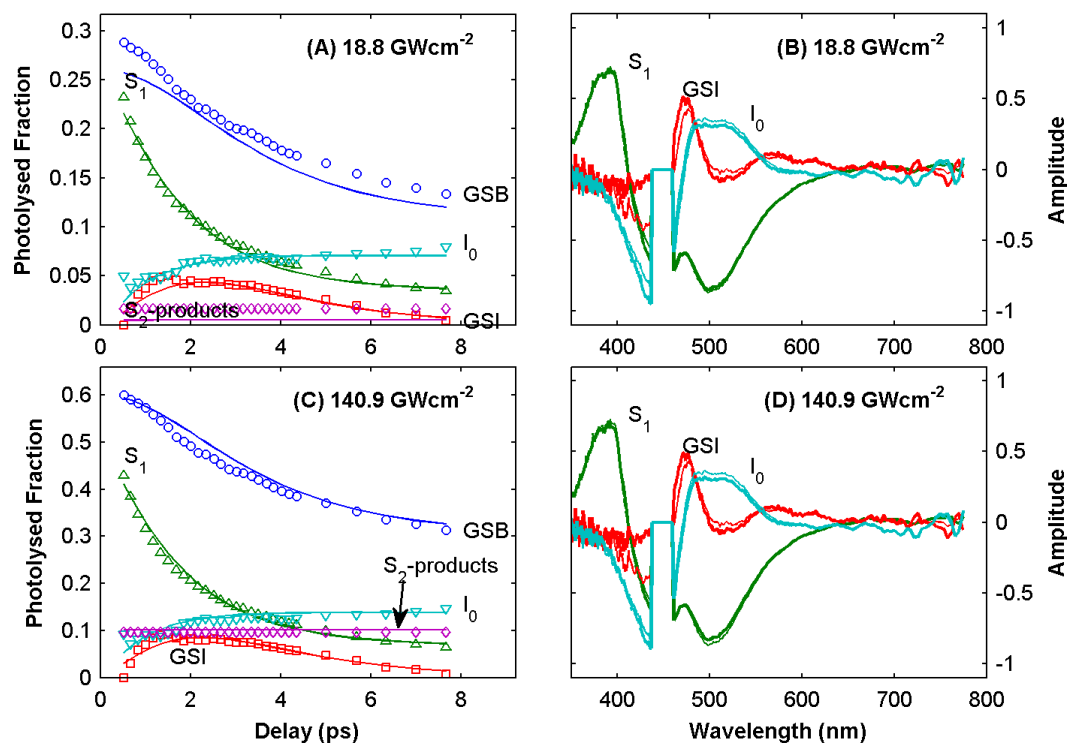 (A) 18.8 GWcm-2
S1
GSB
I0
S2-products
GSI
Photolysed Fraction
0.3
0.25
0.2
0.15
0.1
0.05
0
0 2 4 6 8
(B) 18.8 GWcm-2
S1
GSI
I0
1
0.5
0
-0.5
-1
Amplitude
400 500 600 700 800
(C) 140.9 GWcm-2
S1
GSB
S2-products
I0
GSI
Photolysed Fraction
0.6
0.5
0.4
0.3
0.2
0.1
0
0 2 4 6 8
Delay (ps)
(D) 140.9 GWcm-2
S1
GSI
I0
1
0.5
0
-0.5
-1
Amplitude
400 500 600 700 800
Wavelength (nm)